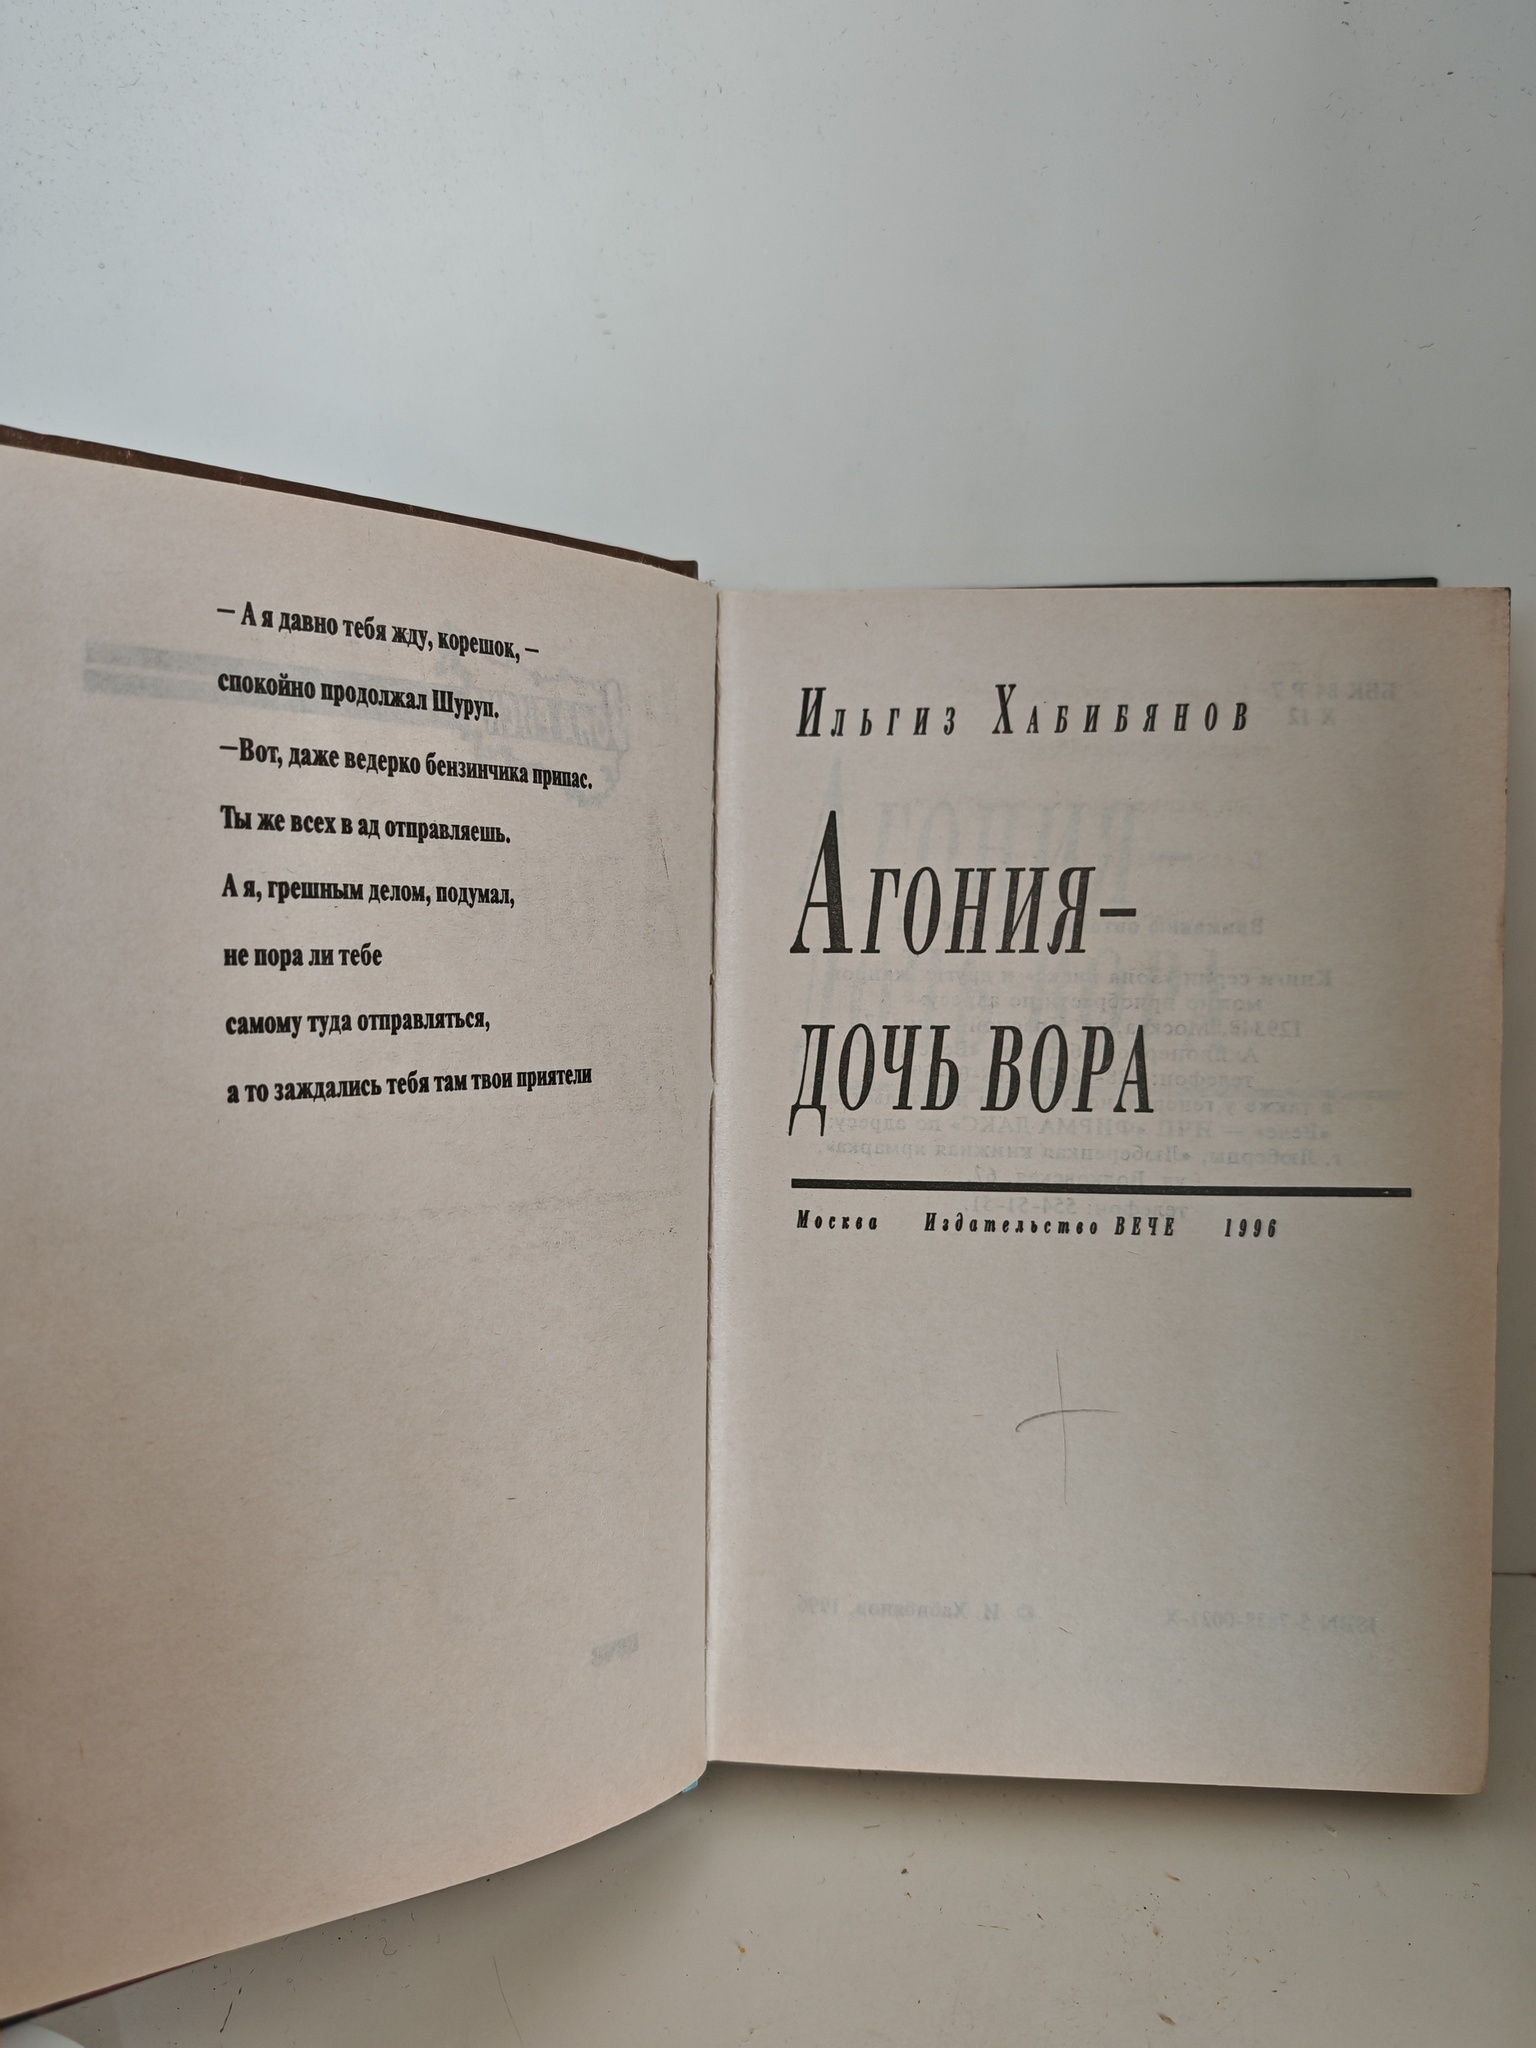 — А я давно тебя жду, корешок, —
спокойно продолжал Шуруп.
—Вот, даже ведерко бензинчика припас.
Ты же всех в ад отправляешь.
А я, грешным делом, подумал,
не пора ли тебе
самому туда отправляться,
а то заждались тебя там твои приятели
Ильгиз Хабибянов
Агония–
дочь вора
Москва Издательство ВЕЧЕ 1996